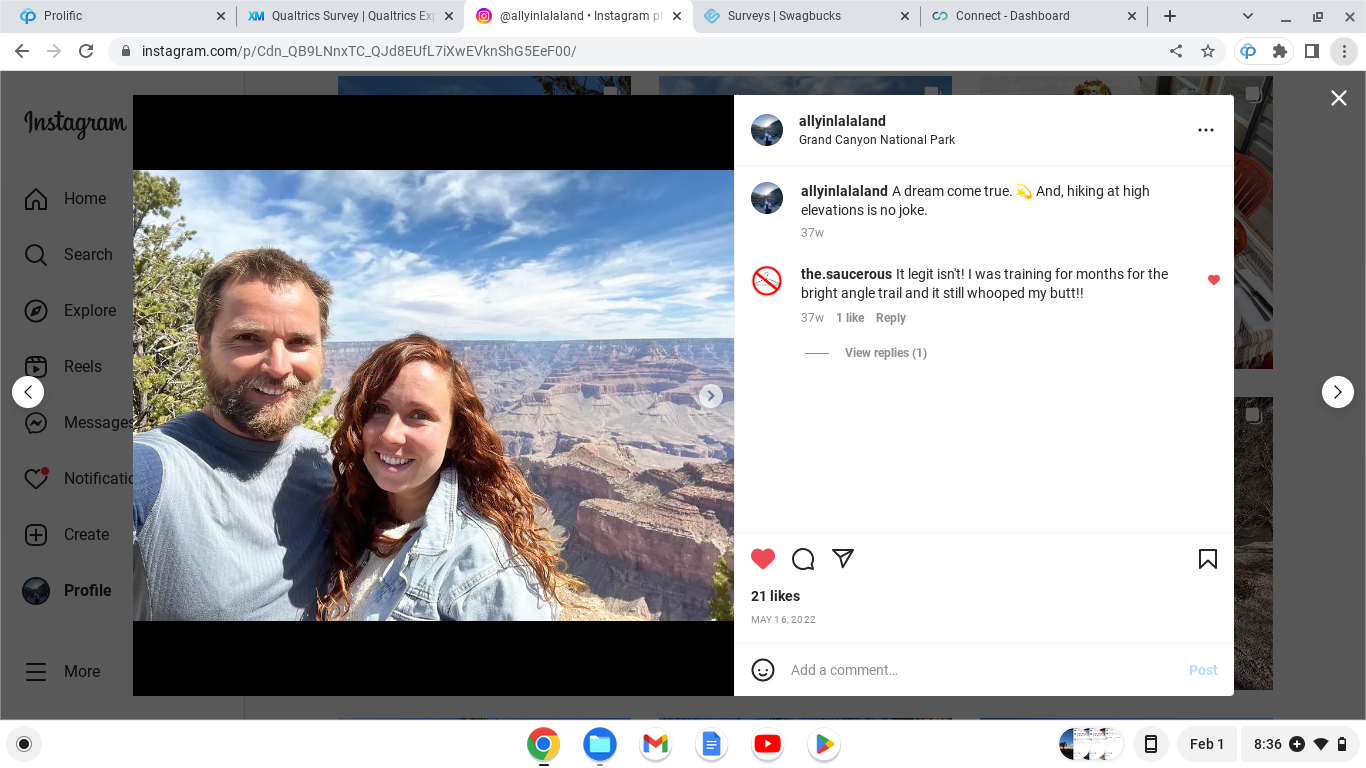 Prolific
Qualtrics Survey | Qualtrics Exp
@allyinlalaland • Instagram p
Surveys | Swagbucks
Connect - Dashboard
instagram.com/p/Cdn_QB9LNnxTC_QJd8EUfL7iXwEVknShG5EeF00/
Instagram
Home
Search
Explore
Reels
Messages
Notificatio
Create
Profile
More
allyinlalaland
Grand Canyon National Park
allyinlalaland A dream come true. 💫 And, hiking at high
elevations is no joke.
37w
the.saucerous It legit isn't! I was training for months for the
bright angle trail and it still whooped my butt!!
37w 1 like Reply
View replies (1)
21 likes
MAY 16, 2022
Add a comment...
Post
Feb 1
8:36